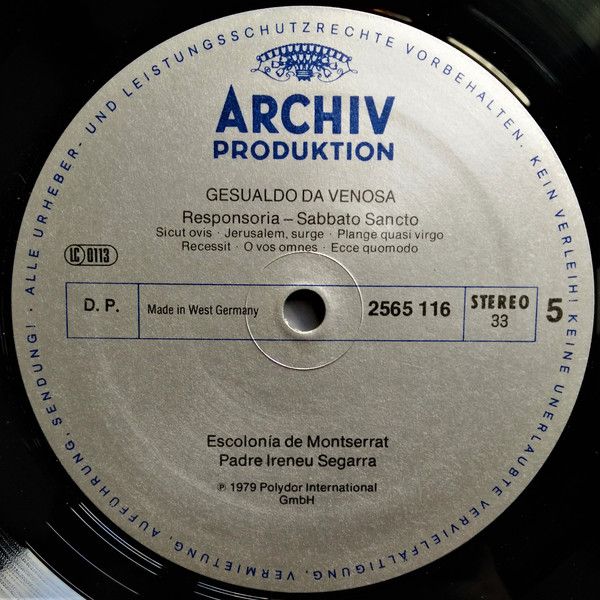 ALLE URHEBER- UND LEISTUNGSSCHUTZRECHTE VORBEHALTEN. KEIN VERLEIH! KEINE UNERLAUBTE VERVIELFÄLTIGUNG, VERMIETUNG, AUFFÜHRUNG, SENDUNG! ·
ARCHIV
PRODUKTION
GESUALDO DA VENOSA
Responsoria – Sabbato Sancto
Sicut ovis · Jerusalem, surge · Plange quasi virgo
Recessit · O vos omnes · Ecce quomodo
LC 0113
D. P.
Made in West Germany
2565 116
STEREO
33
5
Escolonía de Montserrat
Padre Ireneu Segarra
℗ 1979 Polydor International
GmbH